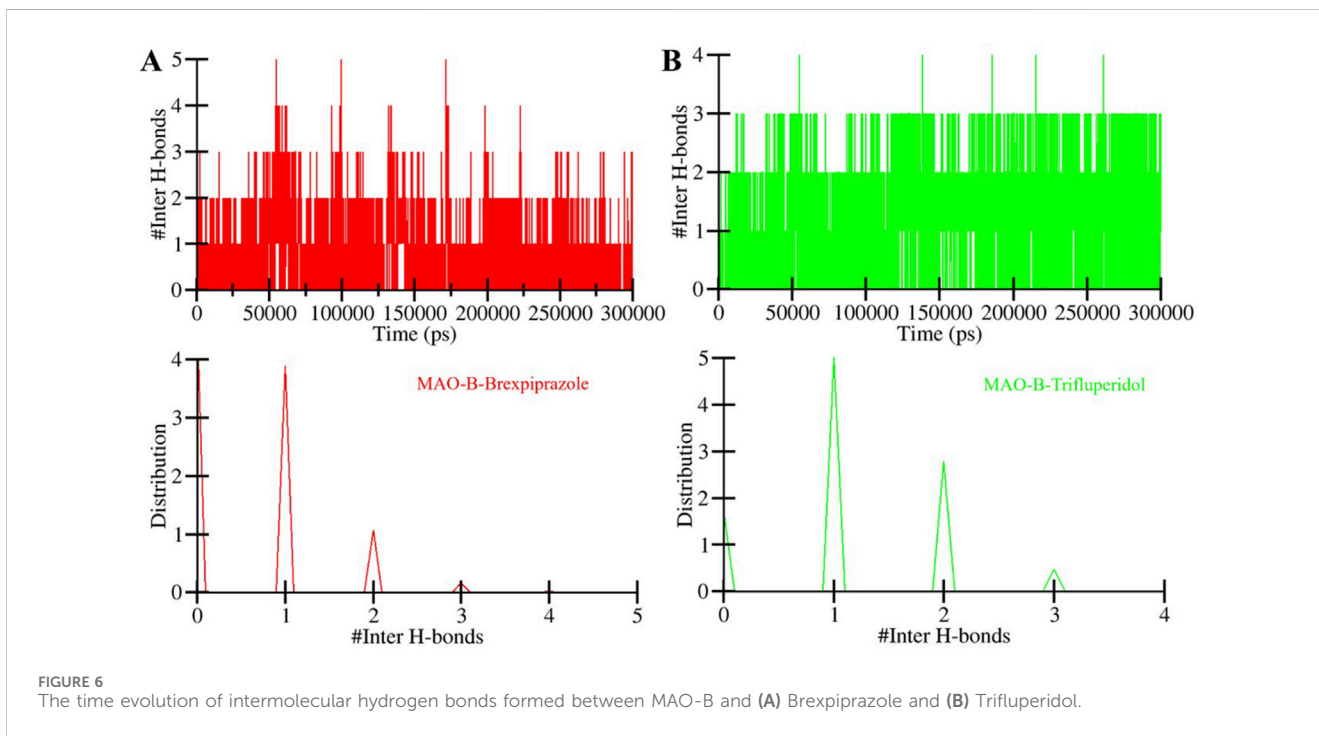 A
5
4
3
2
1
0
#Inter H-bonds
0 50000 100000 150000 200000 250000 300000
Time (ps)
B
4
3
2
1
0
#Inter H-bonds
0 50000 100000 150000 200000 250000 300000
Time (ps)
4
3
2
1
0
Distribution
MAO-B-Brexpiprazole
0 1 2 3 4 5
#Inter H-bonds
5
4
3
2
1
0
Distribution
MAO-B-Trifluperidol
0 1 2 3 4
#Inter H-bonds
FIGURE 6
The time evolution of intermolecular hydrogen bonds formed between MAO-B and (A) Brexpiprazole and (B) Trifluperidol.